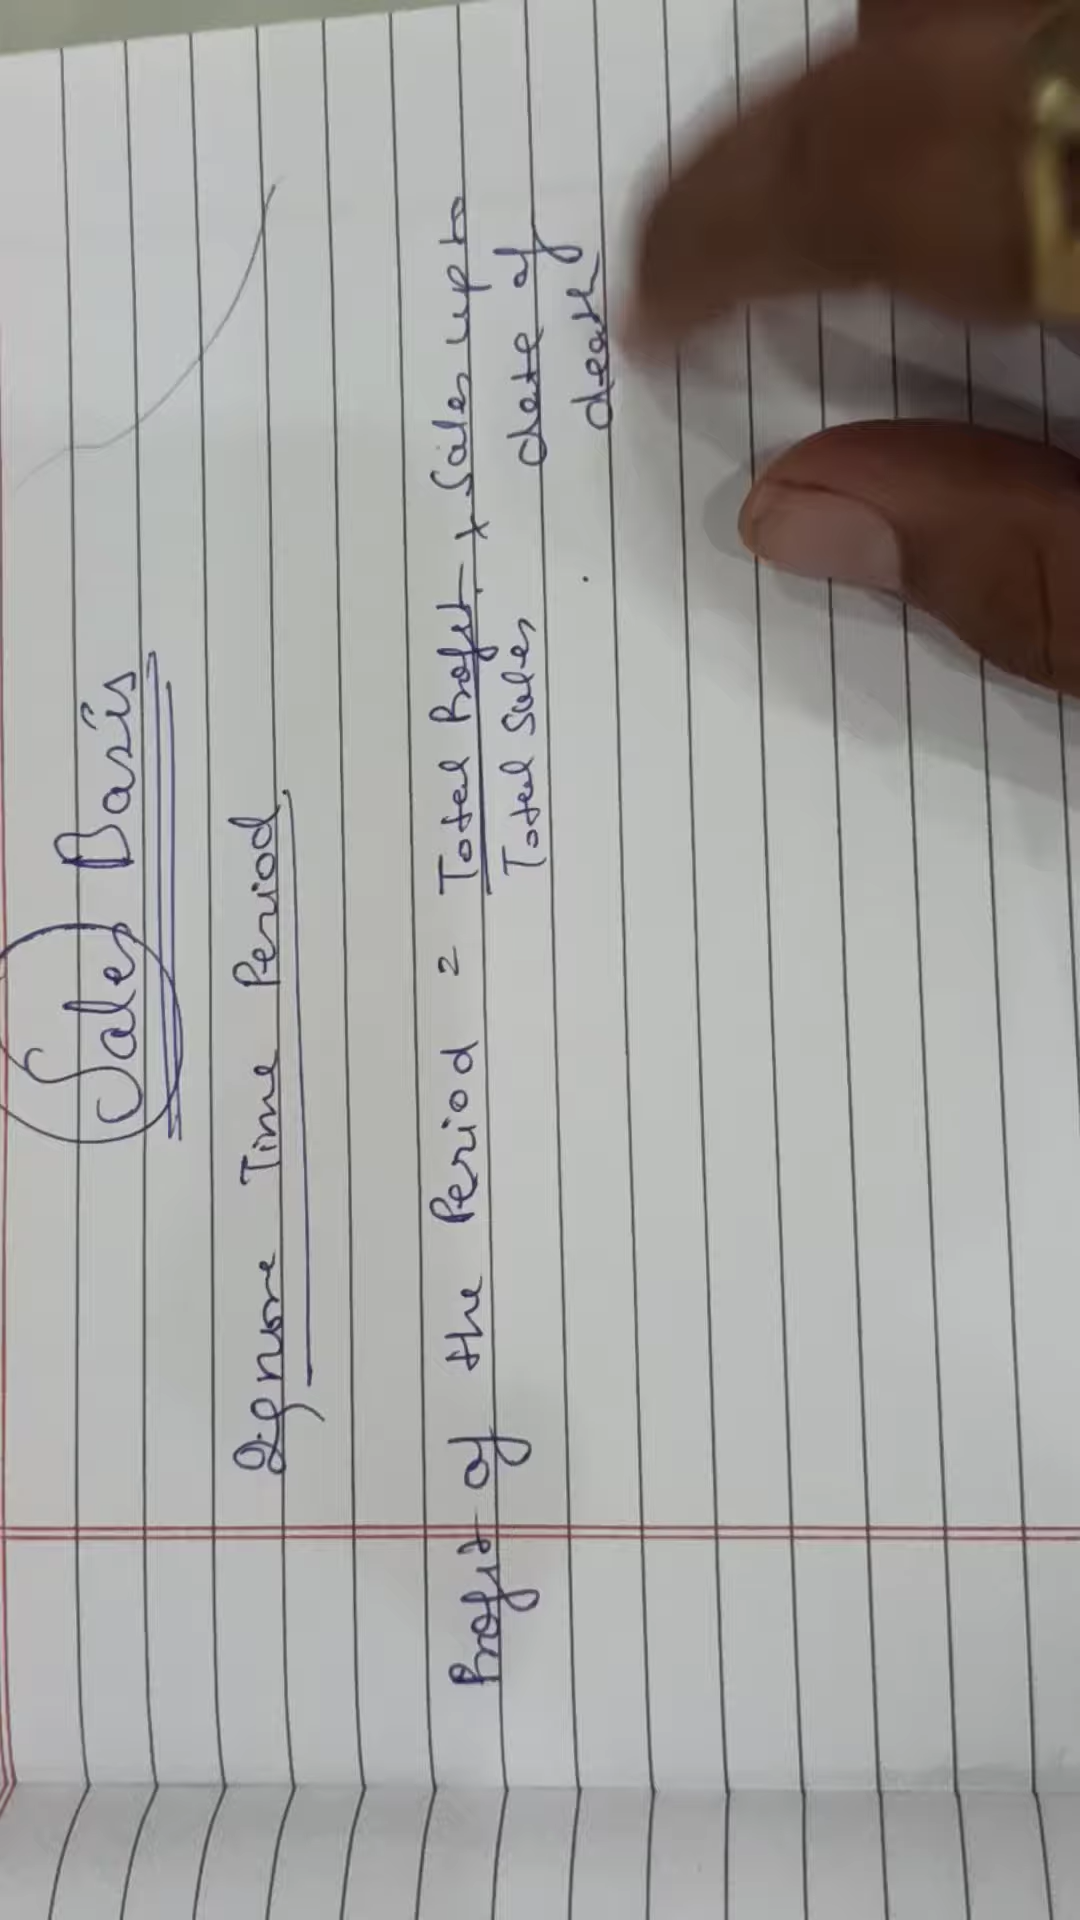 Sales Basis
Ignore Time Period
Profit of the Period = Total Profit × Sales up to
Total Sales date of
death